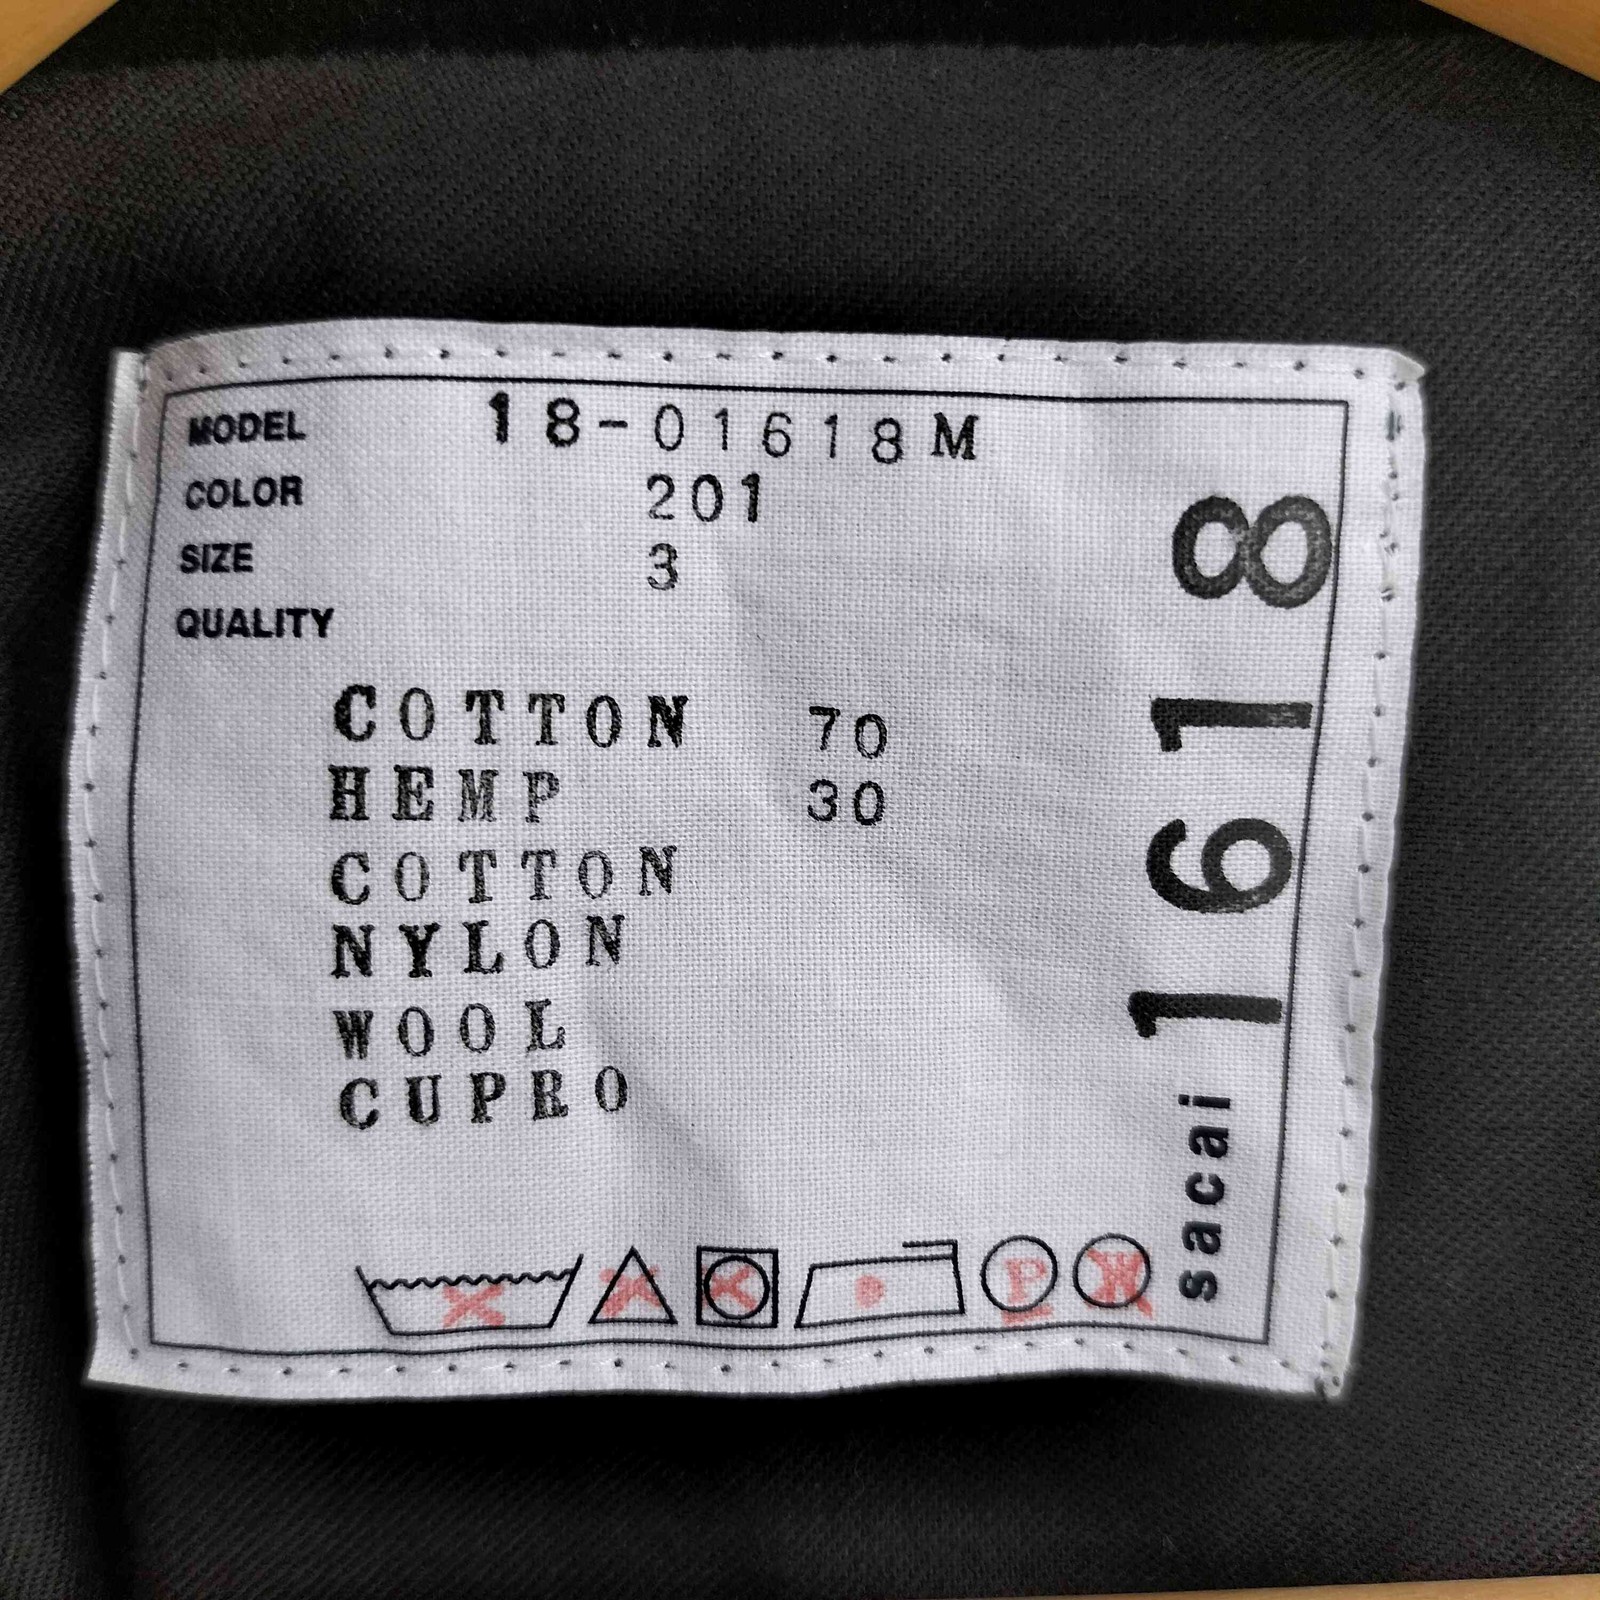 MODEL 18-01618M
COLOR 201
SIZE 3
QUALITY
COTTON 70
HEMP 30
COTTON
NYLON
WOOL
CUPRO
P W
sacai 1618